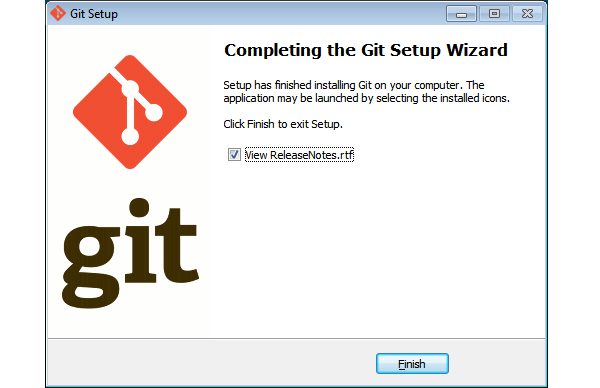 Git Setup
Completing the Git Setup Wizard
Setup has finished installing Git on your computer. The
application may be launched by selecting the installed icons.
Click Finish to exit Setup.
View ReleaseNotes.rtf
git
Finish